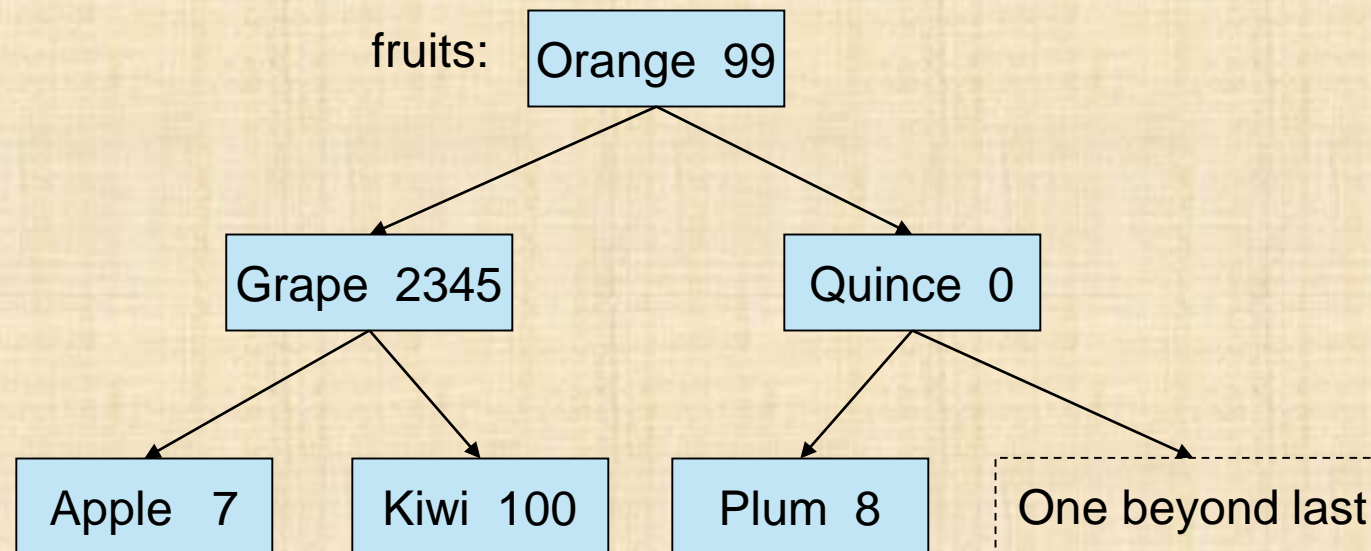 fruits:
Orange 99
Grape 2345
Quince 0
Apple 7
Kiwi 100
Plum 8
One beyond last